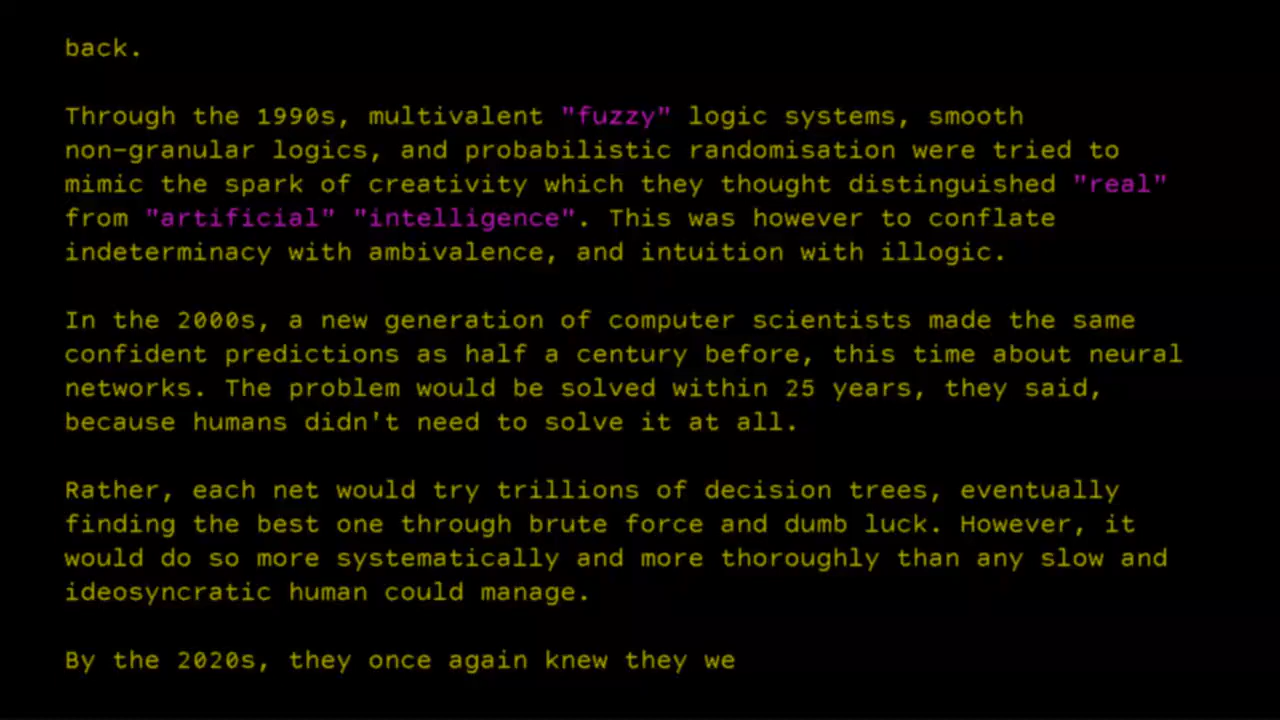 back.
Through the 1990s, multivalent "fuzzy" logic systems, smooth
non-granular logics, and probabilistic randomisation were tried to
mimic the spark of creativity which they thought distinguished "real"
from "artificial" "intelligence". This was however to conflate
indeterminacy with ambivalence, and intuition with illogic.
In the 2000s, a new generation of computer scientists made the same
confident predictions as half a century before, this time about neural
networks. The problem would be solved within 25 years, they said,
because humans didn't need to solve it at all.
Rather, each net would try trillions of decision trees, eventually
finding the best one through brute force and dumb luck. However, it
would do so more systematically and more thoroughly than any slow and
ideosyncratic human could manage.
By the 2020s, they once again knew they we